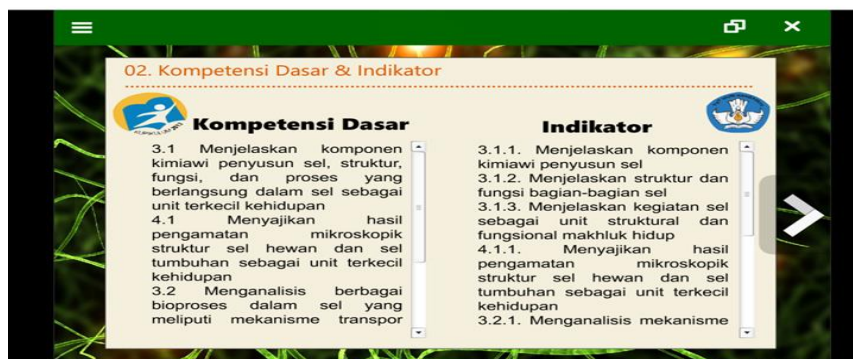 02. Kompetensi Dasar & Indikator
Kompetensi Dasar
3.1 Menjelaskan komponen
kimiawi penyusun sel, struktur,
fungsi, dan proses yang
berlangsung dalam sel sebagai
unit terkecil kehidupan
4.1 Menyajikan hasil
pengamatan mikroskopik
struktur sel hewan dan sel
tumbuhan sebagai unit terkecil
kehidupan
3.2 Menganalisis berbagai
bioproses dalam sel yang
meliputi mekanisme transpor
Indikator
3.1.1. Menjelaskan komponen
kimiawi penyusun sel
3.1.2. Menjelaskan struktur dan
fungsi bagian-bagian sel
3.1.3. Menjelaskan kegiatan sel
sebagai unit struktural dan
fungsional makhluk hidup
4.1.1. Menyajikan hasil
pengamatan mikroskopik
struktur sel hewan dan sel
tumbuhan sebagai unit terkecil
kehidupan
3.2.1. Menganalisis mekanisme